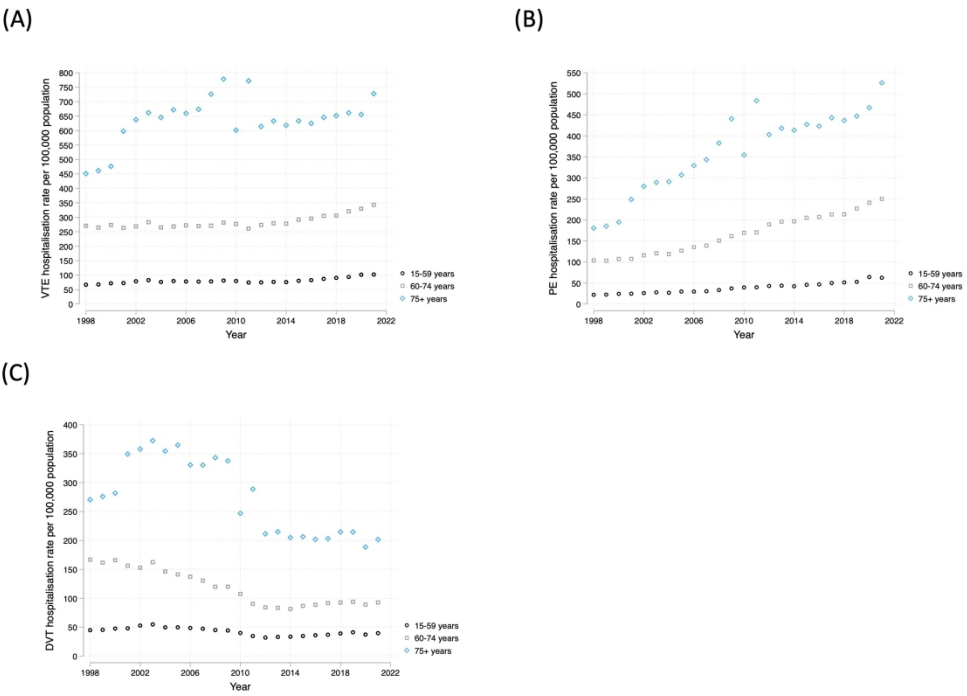 (A)
VTE hospitalisation rate per 100,000 population
800
750
700
650
600
550
500
450
400
350
300
250
200
150
100
50
0
1998 2002 2006 2010 2014 2018 2022
Year
15-59 years
60-74 years
75+ years
(B)
PE hospitalisation rate per 100,000 population
550
500
450
400
350
300
250
200
150
100
50
0
1998 2002 2006 2010 2014 2018 2022
Year
15-59 years
60-74 years
75+ years
(C)
DVT hospitalisation rate per 100,000 population
400
350
300
250
200
150
100
50
0
1998 2002 2006 2010 2014 2018 2022
Year
15-59 years
60-74 years
75+ years